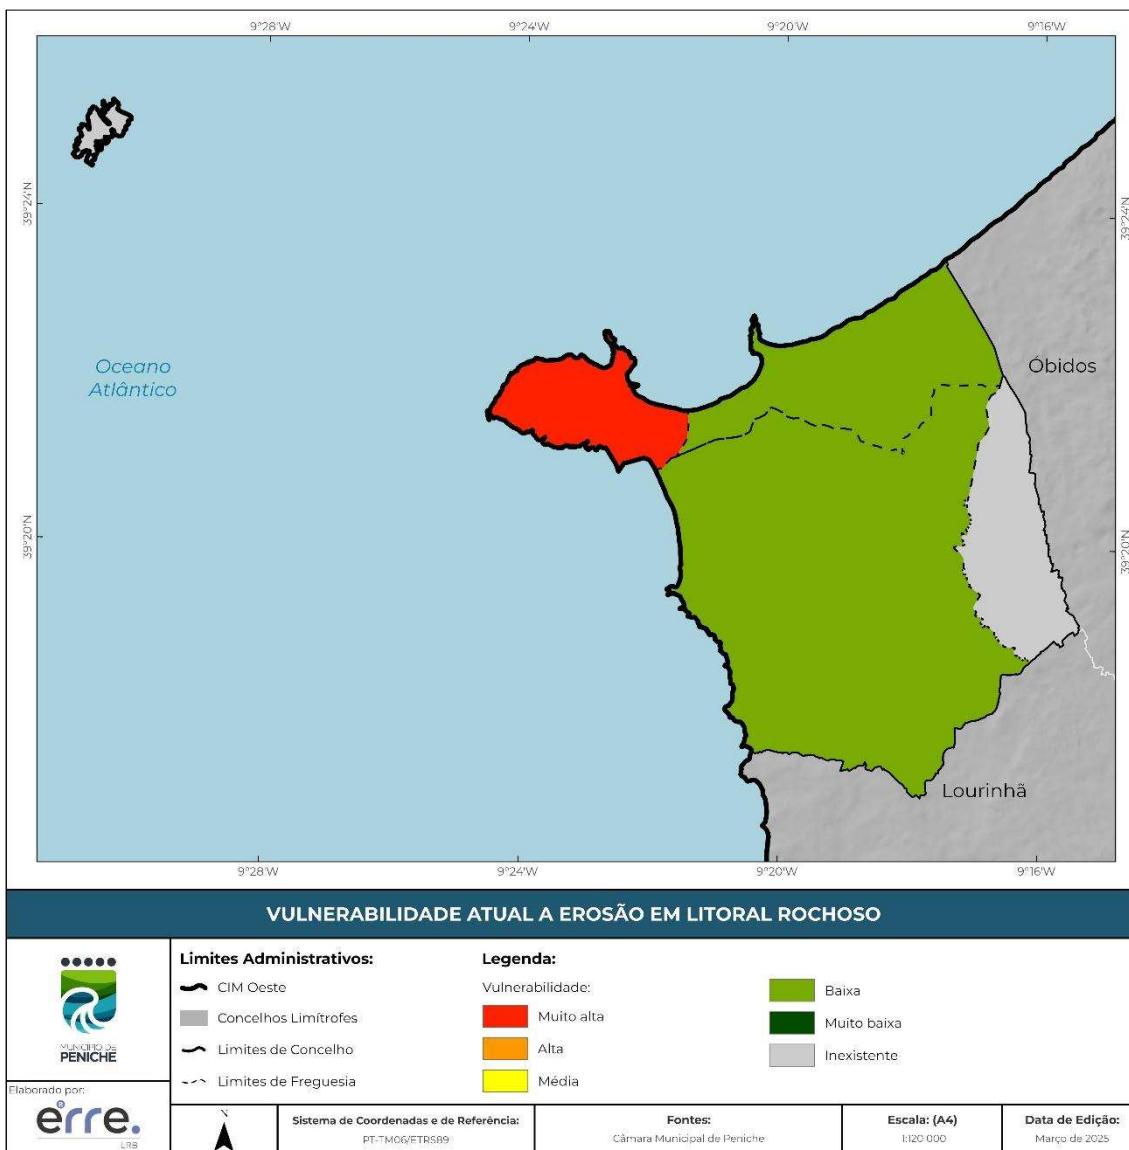 9°28'W
9°24'W
9°20'W
9°16'W
39°24'N
39°24'N
Oceano
Atlântico
Óbidos
39°20'N
39°20'N
Lourinhã
9°28'W
9°24'W
9°20'W
9°16'W
VULNERABILIDADE ATUAL A EROSÃO EM LITORAL ROCHOSO
MUNICÍPIO DE
PENICHE
Limites Administrativos:
CIM Oeste
Concelhos Limítrofes
Limites de Concelho
Limites de Freguesia
Legenda:
Vulnerabilidade:
Muito alta
Alta
Média
Baixa
Muito baixa
Inexistente
Elaborado por:
érre.
LRB
N
Sistema de Coordenadas e de Referência:
PT-TM06/ETRS89
Fontes:
Câmara Municipal de Peniche
Escala: (A4)
1:120 000
Data de Edição:
Março de 2025